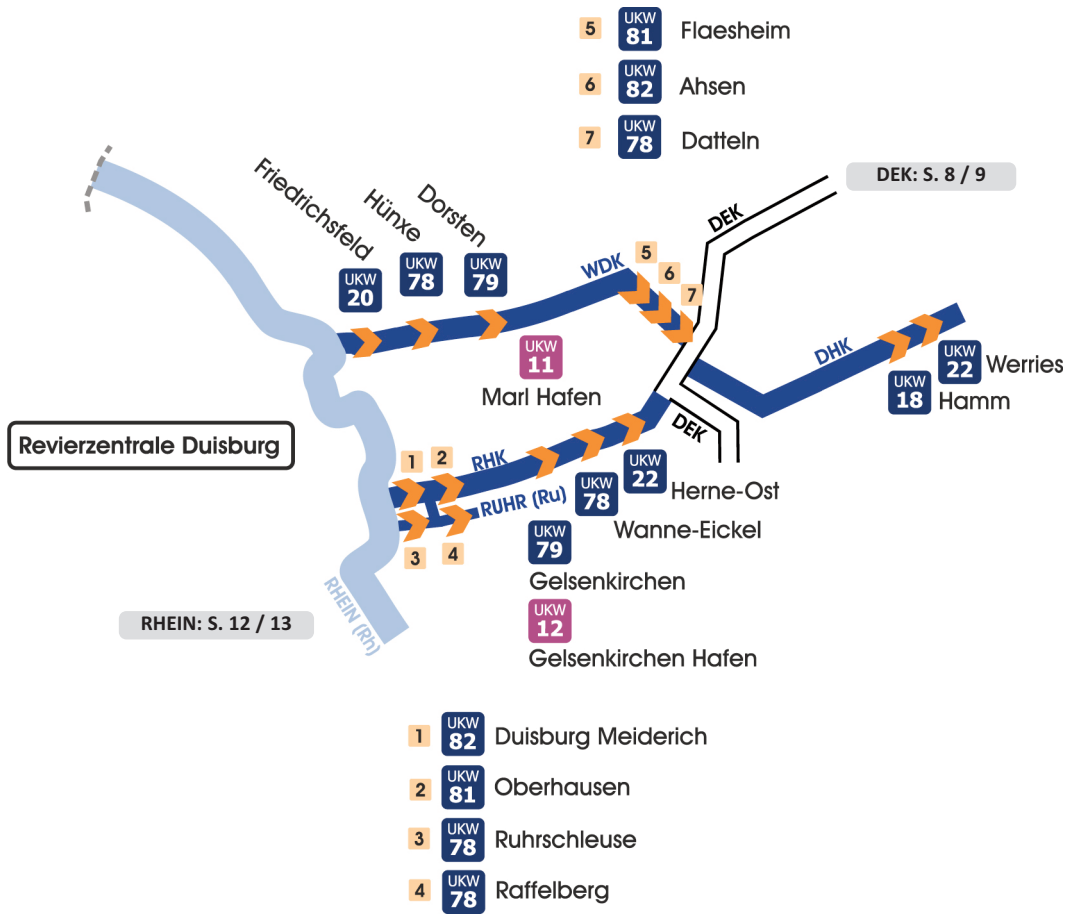 5 UKW 81 Flaesheim
6 UKW 82 Ahsen
7 UKW 78 Datteln
DEK: S. 8 / 9
Friedrichsfeld
Hünxe
Dorsten
UKW 20
UKW 78
UKW 79
WDK
5
6
7
DEK
UKW 11
Marl Hafen
DHK
UKW 22 Werries
UKW 18 Hamm
Revierzentrale Duisburg
DEK
1
2
RHK
RUHR (Ru)
3
4
UKW 22 Herne-Ost
UKW 78
Wanne-Eickel
UKW 79
Gelsenkirchen
UKW 12
Gelsenkirchen Hafen
RHEIN (Rh)
RHEIN: S. 12 / 13
1 UKW 82 Duisburg Meiderich
2 UKW 81 Oberhausen
3 UKW 78 Ruhrschleuse
4 UKW 78 Raffelberg